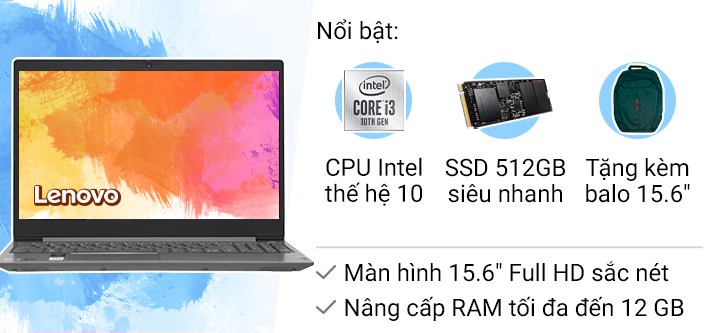 Nổi bật:
Lenovo
intel
CORE i3
10TH GEN
CPU Intel
thế hệ 10
SSD 512GB
siêu nhanh
Tặng kèm
balo 15.6"
Màn hình 15.6" Full HD sắc nét
Nâng cấp RAM tối đa đến 12 GB